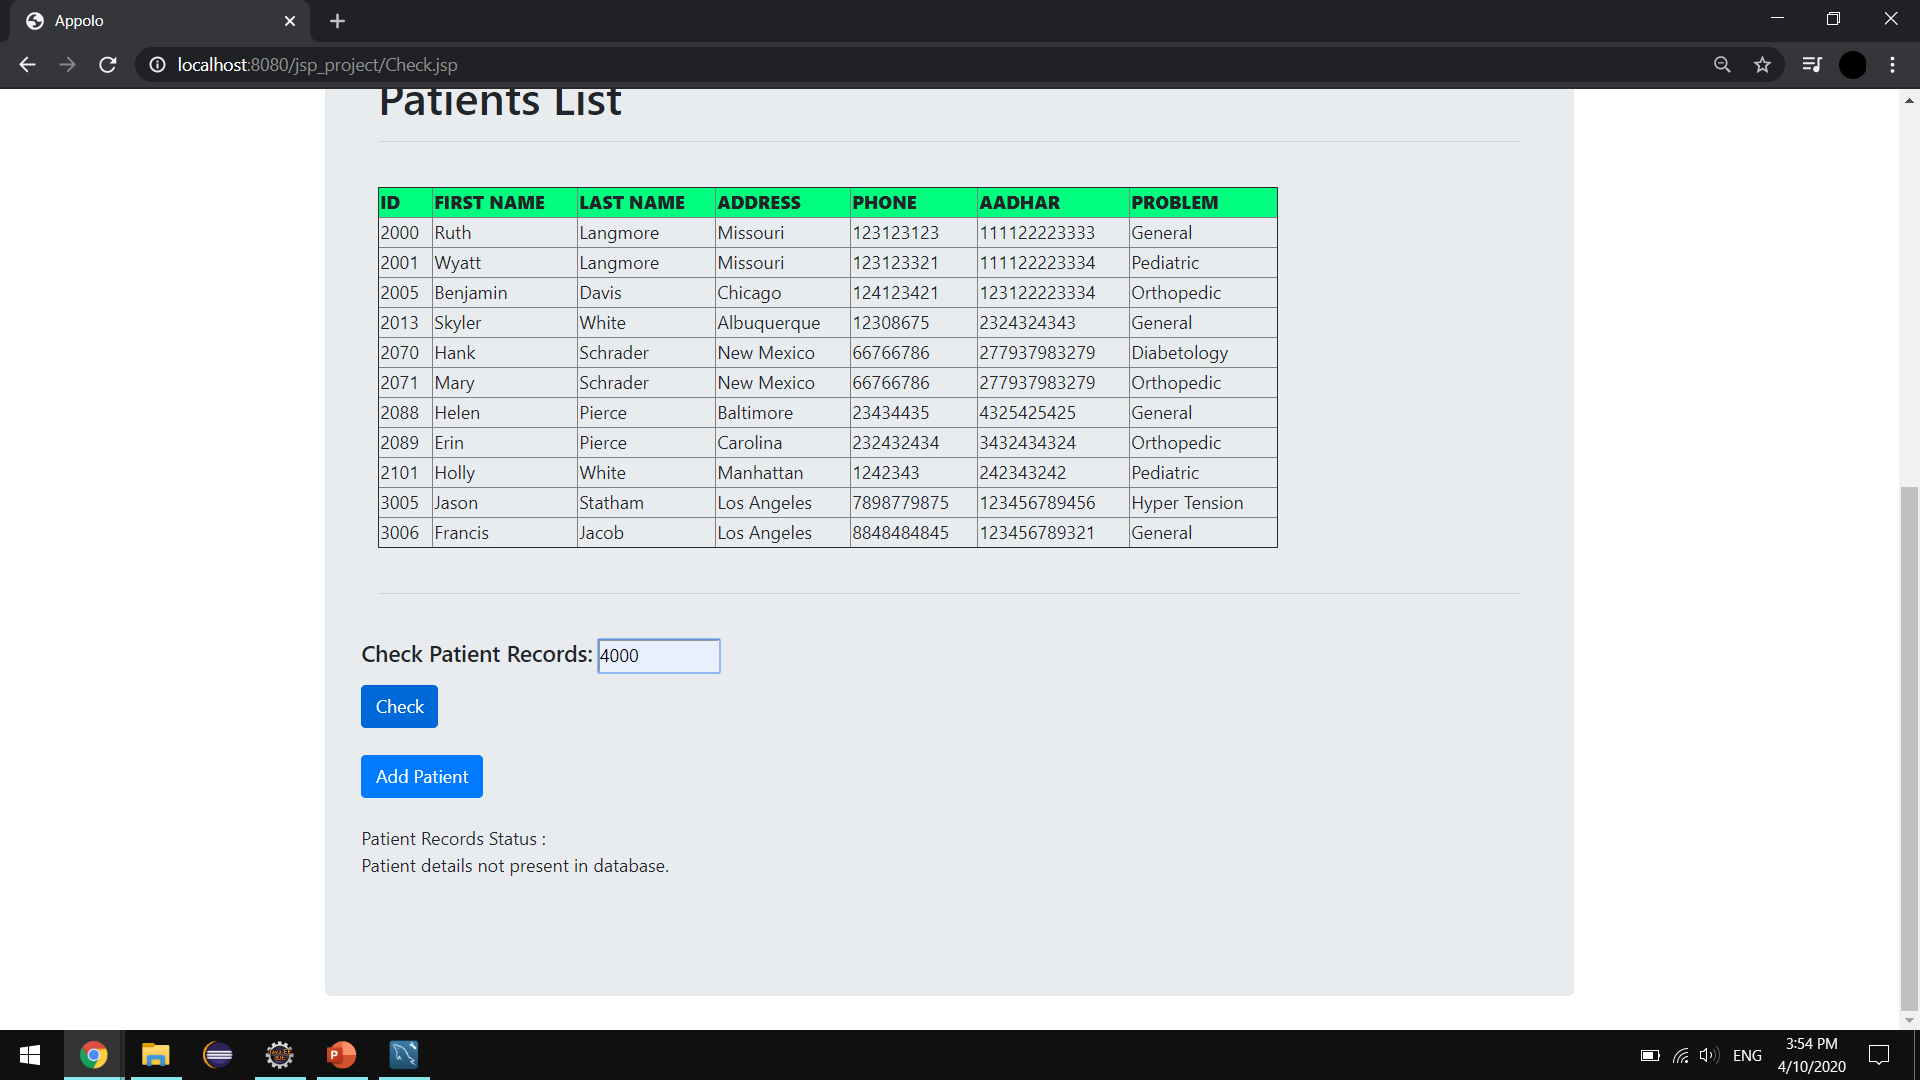 Appolo
localhost:8080/jsp_project/Check.jsp
Patients List
ID FIRST NAME LAST NAME ADDRESS PHONE AADHAR PROBLEM
2000 Ruth Langmore Missouri 123123123 111122223333 General
2001 Wyatt Langmore Missouri 123123321 111122223334 Pediatric
2005 Benjamin Davis Chicago 124123421 123122223334 Orthopedic
2013 Skyler White Albuquerque 12308675 2324324343 General
2070 Hank Schrader New Mexico 66766786 277937983279 Diabetology
2071 Mary Schrader New Mexico 66766786 277937983279 Orthopedic
2088 Helen Pierce Baltimore 23434435 4325425425 General
2089 Erin Pierce Carolina 232432434 3432434324 Orthopedic
2101 Holly White Manhattan 1242343 242343242 Pediatric
3005 Jason Statham Los Angeles 7898779875 123456789456 Hyper Tension
3006 Francis Jacob Los Angeles 8848484845 123456789321 General
Check Patient Records: 4000
Check
Add Patient
Patient Records Status :
Patient details not present in database.
ENG
3:54 PM
4/10/2020